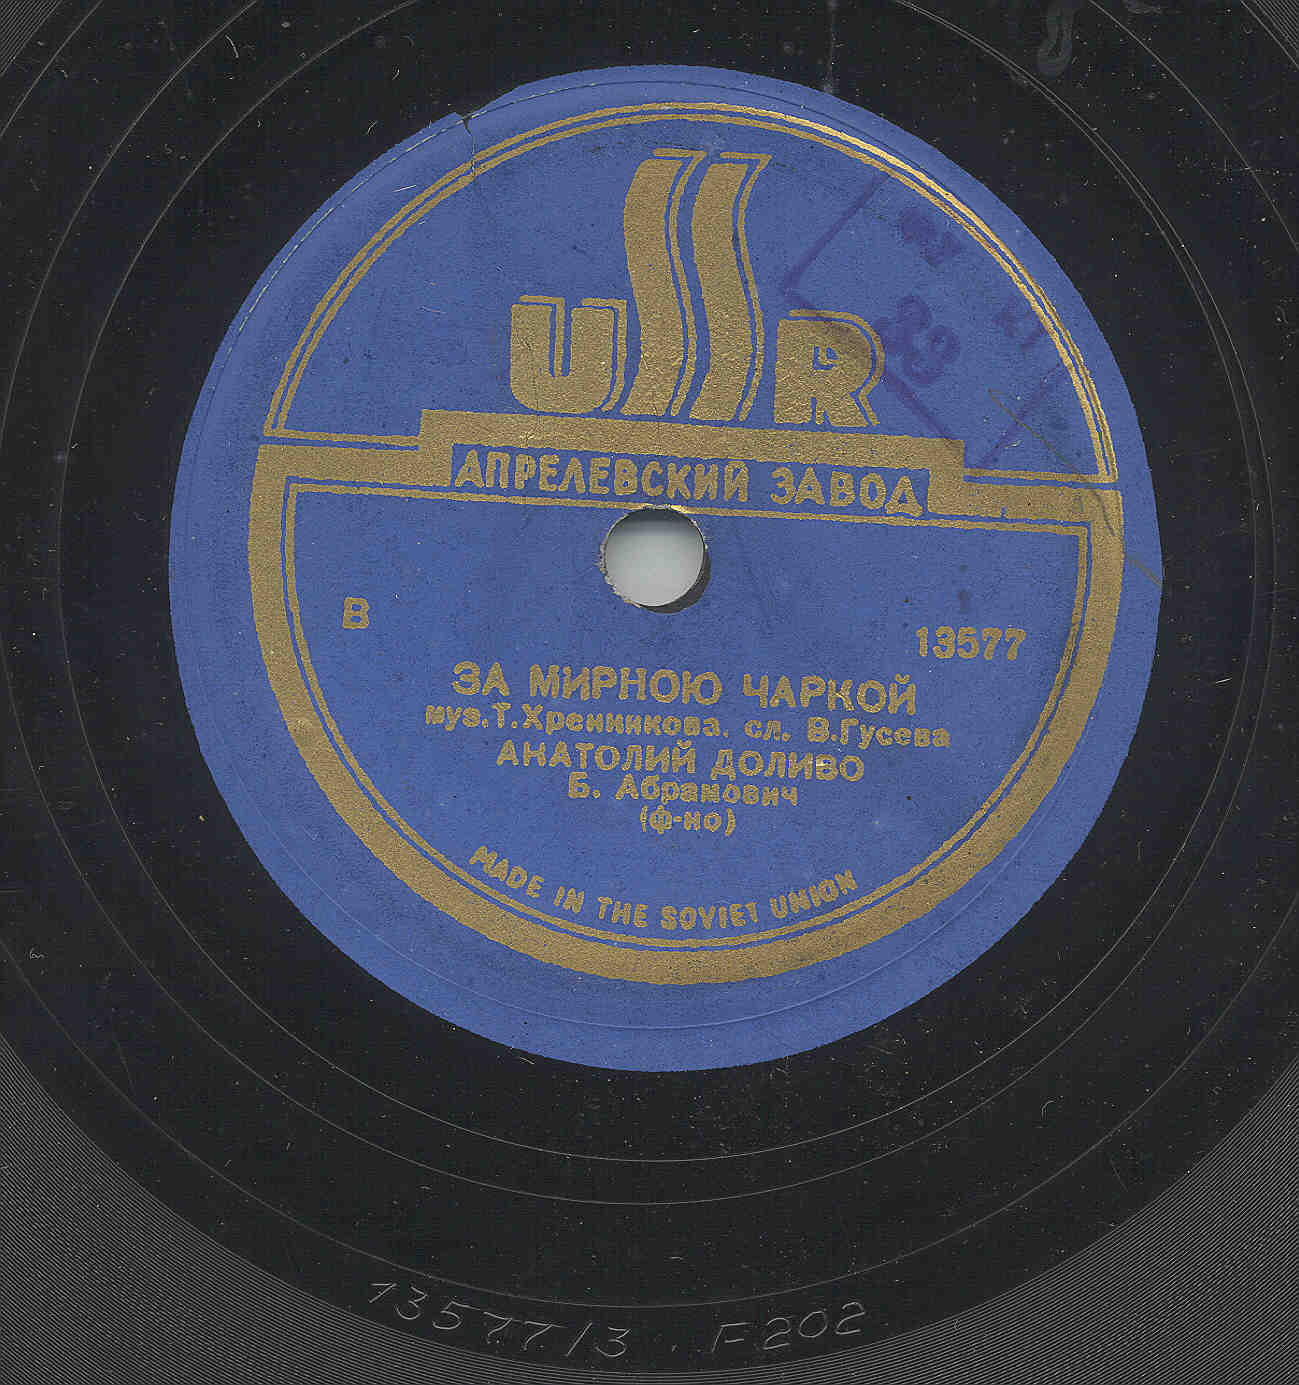 USSR
АПРЕЛЕВСКИЙ ЗАВОД
В
13577
ЗА МИРНОЮ ЧАРКОЙ
муз. Т. Хренникова. сл. В. Гусева
АНАТОЛИЙ ДОЛИВО
Б. Абрамович
(ф-но)
MADE IN THE SOVIET UNION
13577/3 . F202